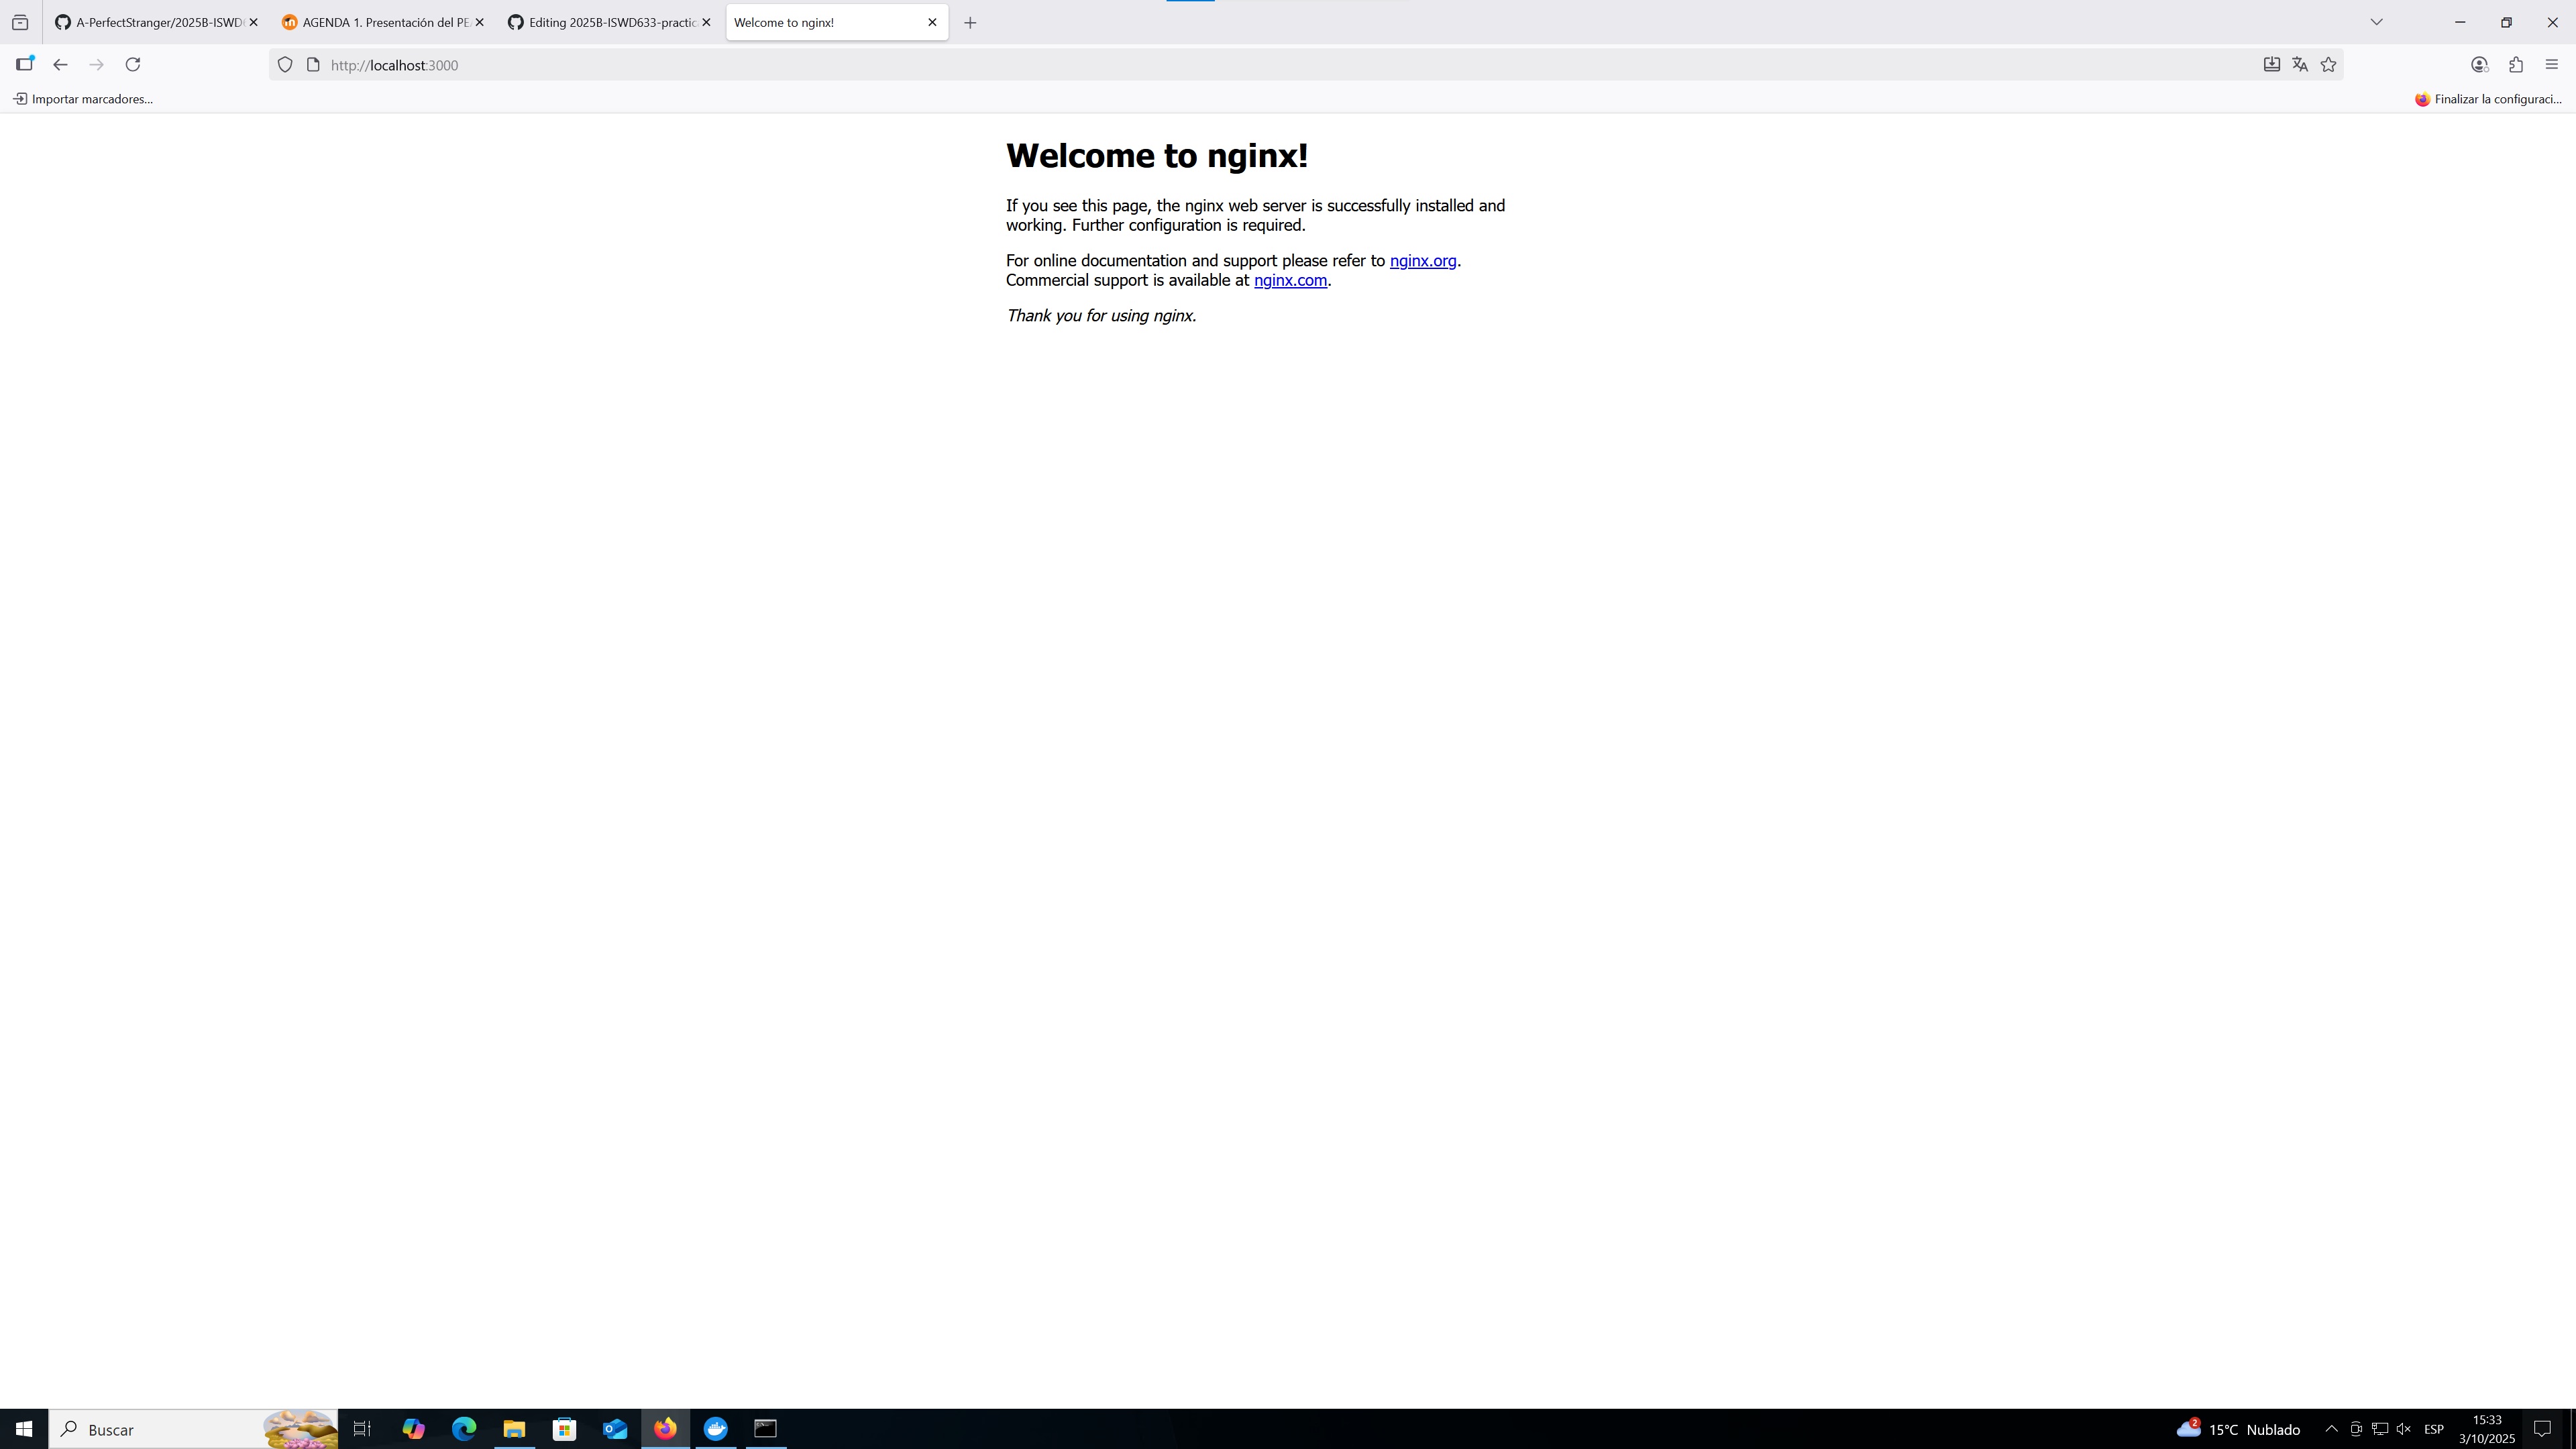 A-PerfectStranger/2025B-ISWD
AGENDA 1. Presentación del PE
Editing 2025B-ISWD633-practic
Welcome to nginx!
http://localhost:3000
Importar marcadores...
Finalizar la configuraci...
Welcome to nginx!
If you see this page, the nginx web server is successfully installed and
working. Further configuration is required.
For online documentation and support please refer to nginx.org.
Commercial support is available at nginx.com.
Thank you for using nginx.
Buscar
2
15°C Nublado
ESP
15:33
3/10/2025